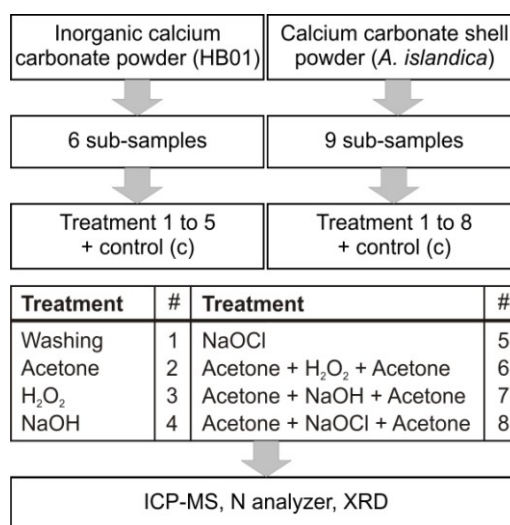 Inorganic calcium
carbonate powder (HB01)
Calcium carbonate shell
powder (A. islandica)
6 sub-samples
9 sub-samples
Treatment 1 to 5
+ control (c)
Treatment 1 to 8
+ control (c)
Treatment # Treatment #
Washing 1 NaOCl 5
Acetone 2 Acetone + H₂O₂ + Acetone 6
H₂O₂ 3 Acetone + NaOH + Acetone 7
NaOH 4 Acetone + NaOCl + Acetone 8
ICP-MS, N analyzer, XRD